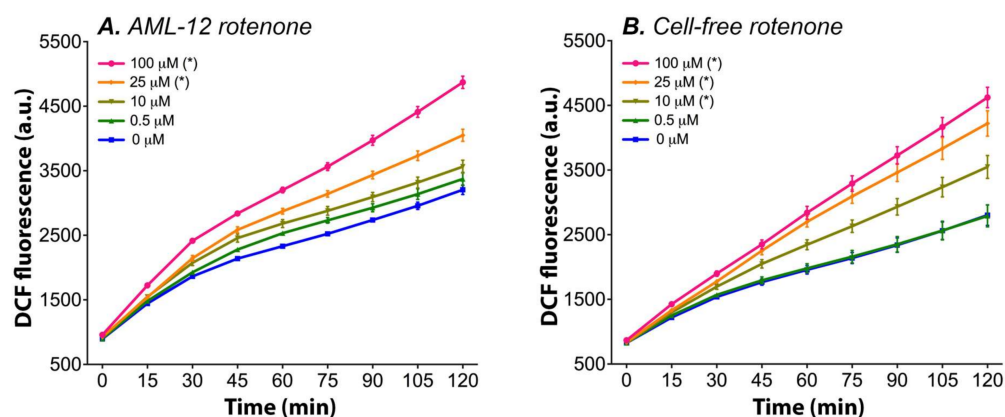 A. AML-12 rotenone
5500
4500
3500
2500
1500
500
DCF fluorescence (a.u.)
100 μM (*)
25 μM (*)
10 μM
0.5 μM
0 μM
0 15 30 45 60 75 90 105 120
Time (min)
B. Cell-free rotenone
5500
4500
3500
2500
1500
500
DCF fluorescence (a.u.)
100 μM (*)
25 μM (*)
10 μM (*)
0.5 μM
0 μM
0 15 30 45 60 75 90 105 120
Time (min)